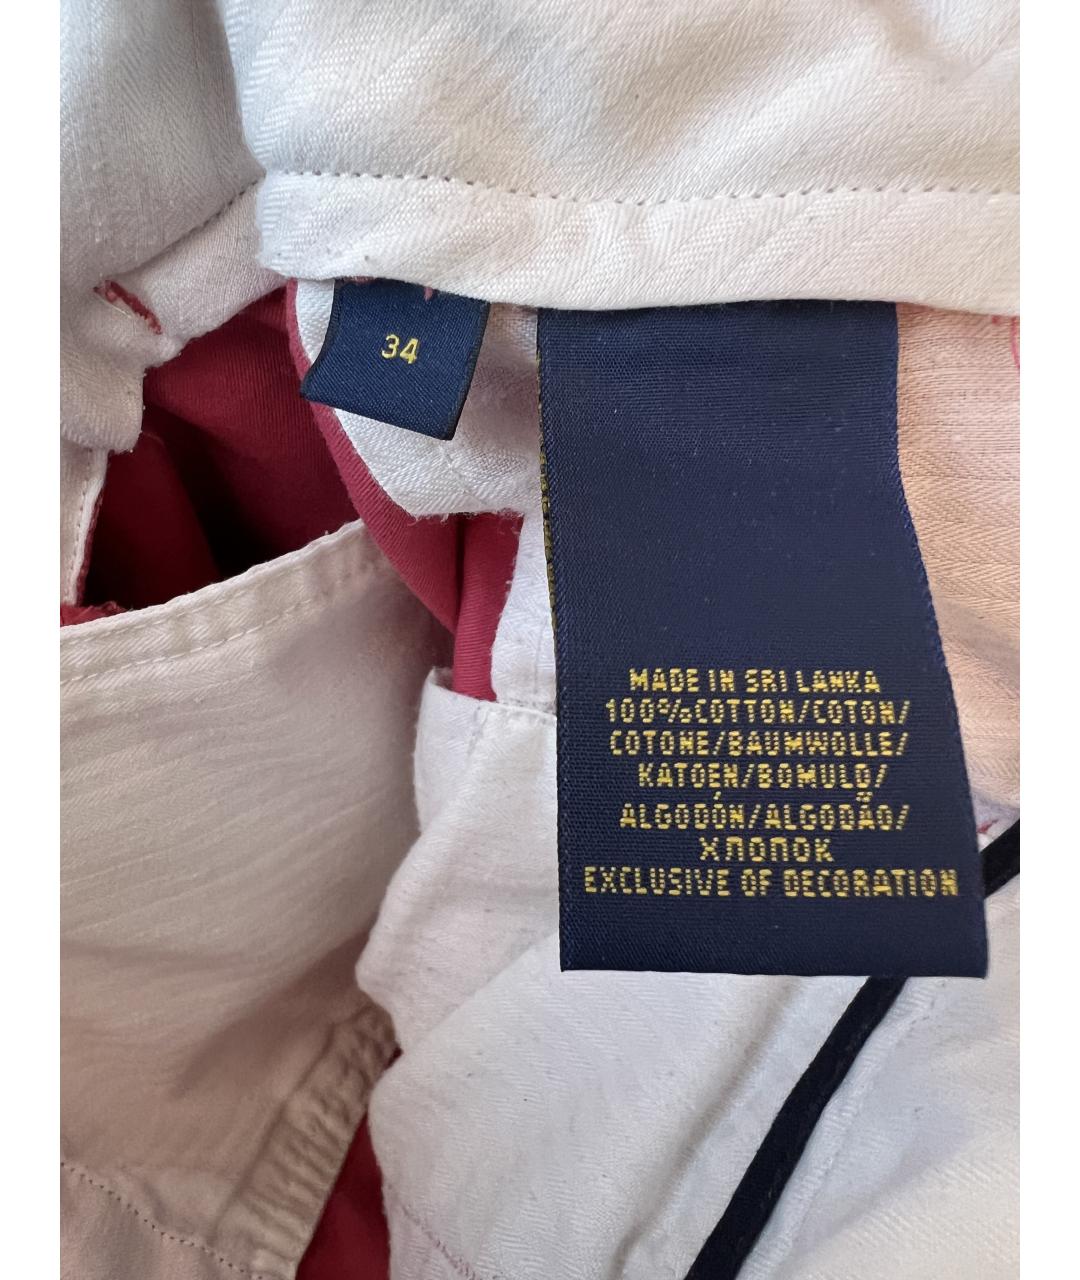 34
MADE IN SRI LANKA
100%COTTON/COTON/
COTONE/BAUMWOLLE/
KATOEN/BOMULD/
ALGODÓN/ALGODÃO/
ХЛОПОК
EXCLUSIVE OF DECORATION